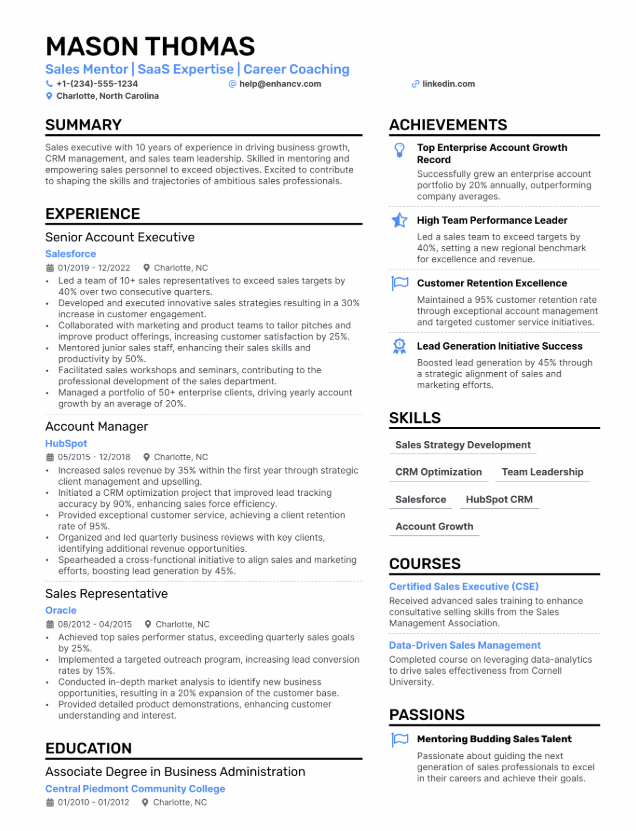 MASON THOMAS
Sales Mentor | SaaS Expertise | Career Coaching
+1-(234)-555-1234
help@enhancv.com
linkedin.com
Charlotte, North Carolina
SUMMARY
Sales executive with 10 years of experience in driving business growth,
CRM management, and sales team leadership. Skilled in mentoring and
empowering sales personnel to exceed objectives. Excited to contribute
to shaping the skills and trajectories of ambitious sales professionals.
EXPERIENCE
Senior Account Executive
Salesforce
01/2019 - 12/2022 Charlotte, NC
• Led a team of 10+ sales representatives to exceed sales targets by
40% over two consecutive quarters.
• Developed and executed innovative sales strategies resulting in a 30%
increase in customer engagement.
• Collaborated with marketing and product teams to tailor pitches and
improve product offerings, increasing customer satisfaction by 25%.
• Mentored junior sales staff, enhancing their sales skills and
productivity by 50%.
• Facilitated sales workshops and seminars, contributing to the
professional development of the sales department.
• Managed a portfolio of 50+ enterprise clients, driving yearly account
growth by an average of 20%.
Account Manager
HubSpot
05/2015 - 12/2018 Charlotte, NC
• Increased sales revenue by 35% within the first year through strategic
client management and upselling.
• Initiated a CRM optimization project that improved lead tracking
accuracy by 90%, enhancing sales force efficiency.
• Provided exceptional customer service, achieving a client retention
rate of 95%.
• Organized and led quarterly business reviews with key clients,
identifying additional revenue opportunities.
• Spearheaded a cross-functional initiative to align sales and marketing
efforts, boosting lead generation by 45%.
Sales Representative
Oracle
08/2012 - 04/2015 Charlotte, NC
• Achieved top sales performer status, exceeding quarterly sales goals
by 25%.
• Implemented a targeted outreach program, increasing lead conversion
rates by 15%.
• Conducted in-depth market analysis to identify new business
opportunities, resulting in a 20% expansion of the customer base.
• Provided detailed product demonstrations, enhancing customer
understanding and interest.
EDUCATION
Associate Degree in Business Administration
Central Piedmont Community College
01/2010 - 01/2012 Charlotte, NC
ACHIEVEMENTS
Top Enterprise Account Growth
Record
Successfully grew an enterprise account
portfolio by 20% annually, outperforming
company averages.
High Team Performance Leader
Led a sales team to exceed targets by
40%, setting a new regional benchmark
for excellence and revenue.
Customer Retention Excellence
Maintained a 95% customer retention rate
through exceptional account management
and targeted customer service initiatives.
Lead Generation Initiative Success
Boosted lead generation by 45% through
a strategic alignment of sales and
marketing efforts.
SKILLS
Sales Strategy Development
CRM Optimization Team Leadership
Salesforce HubSpot CRM
Account Growth
COURSES
Certified Sales Executive (CSE)
Received advanced sales training to enhance
consultative selling skills from the Sales
Management Association.
Data-Driven Sales Management
Completed course on leveraging data-analytics
to drive sales effectiveness from Cornell
University.
PASSIONS
Mentoring Budding Sales Talent
Passionate about guiding the next
generation of sales professionals to excel
in their careers and achieve their goals.